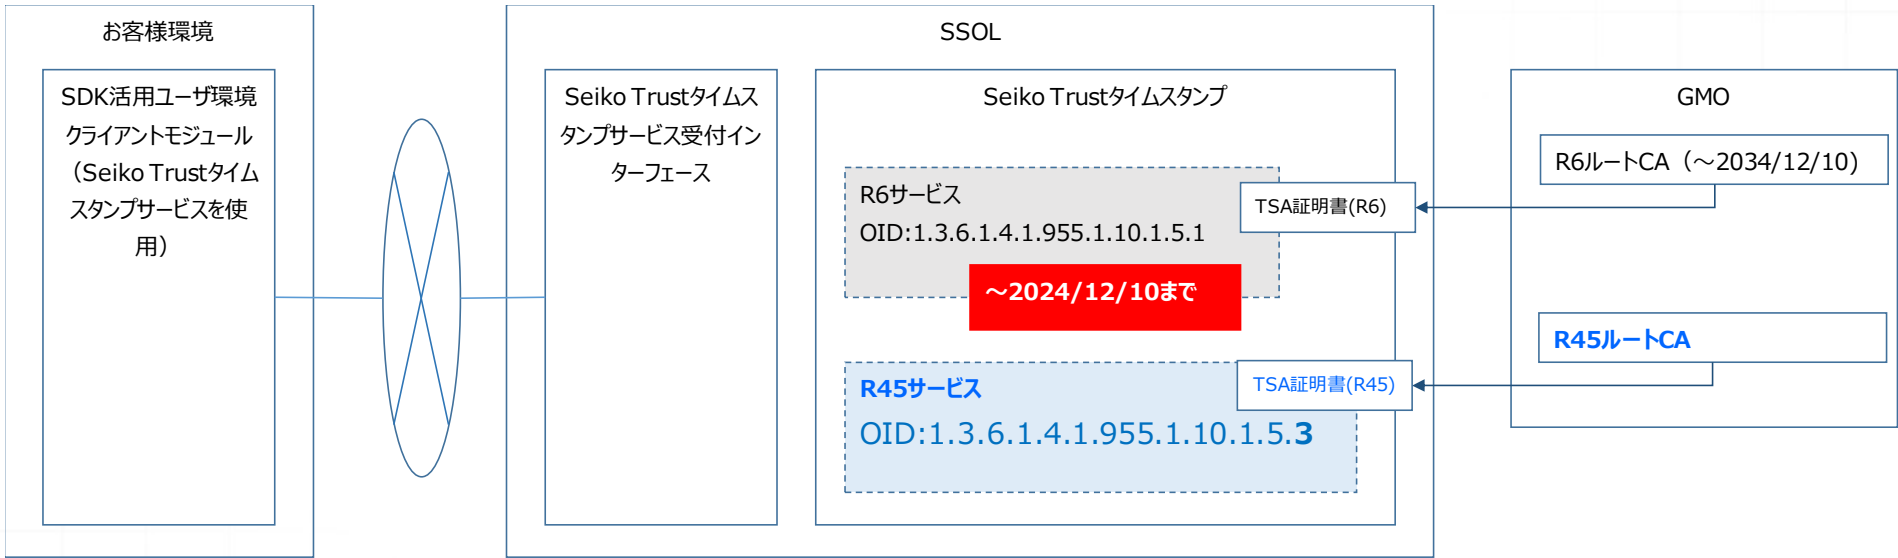 お客様環境
SDK活用ユーザ環境
クライアントモジュール
（Seiko Trustタイム
スタンプサービスを使
用）
SSOL
Seiko Trustタイムス
タンプサービス受付イン
ターフェース
Seiko Trustタイムスタンプ
R6サービス
OID:1.3.6.1.4.1.955.1.10.1.5.1
TSA証明書(R6)
～2024/12/10まで
R45サービス
OID:1.3.6.1.4.1.955.1.10.1.5.3
TSA証明書(R45)
GMO
R6ルートCA（～2034/12/10)
R45ルートCA